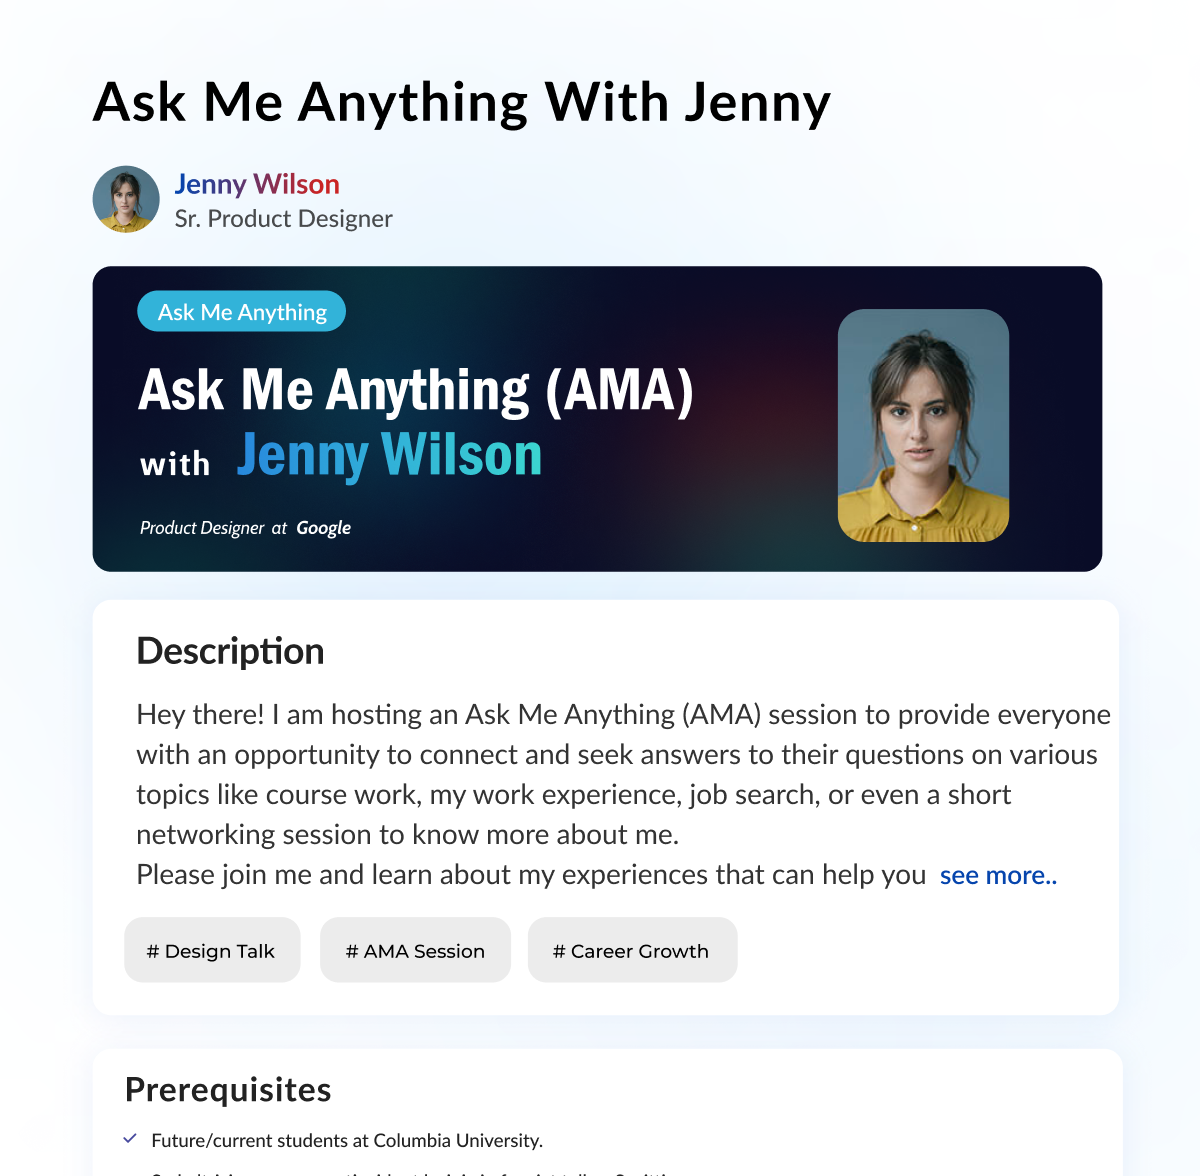 Ask Me Anything With Jenny
Jenny Wilson
Sr. Product Designer
Ask Me Anything
Ask Me Anything (AMA)
with Jenny Wilson
Product Designer at Google
Description
Hey there! I am hosting an Ask Me Anything (AMA) session to provide everyone
with an opportunity to connect and seek answers to their questions on various
topics like course work, my work experience, job search, or even a short
networking session to know more about me.
Please join me and learn about my experiences that can help you see more..
# Design Talk
# AMA Session
# Career Growth
Prerequisites
Future/current students at Columbia University.